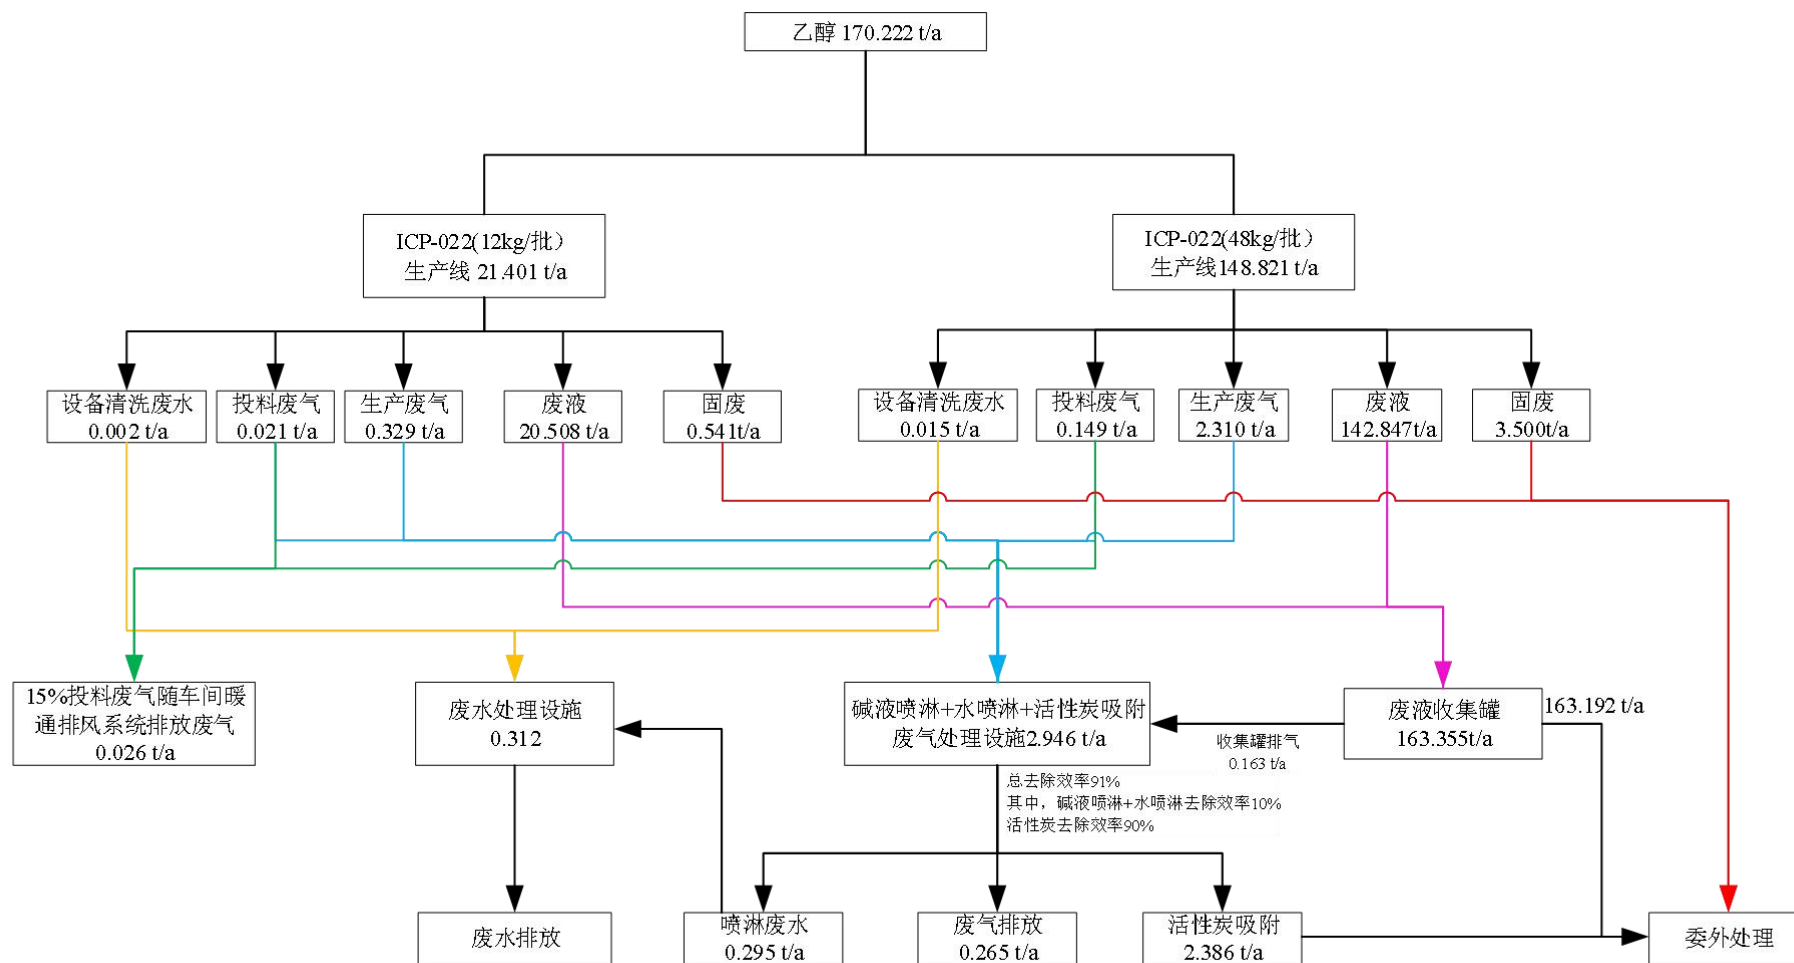 乙醇 170.222 t/a
ICP-022(12kg/批）
生产线 21.401 t/a
ICP-022(48kg/批）
生产线148.821 t/a
设备清洗废水
0.002 t/a
投料废气
0.021 t/a
生产废气
0.329 t/a
废液
20.508 t/a
固废
0.541t/a
设备清洗废水
0.015 t/a
投料废气
0.149 t/a
生产废气
2.310 t/a
废液
142.847t/a
固废
3.500t/a
15%投料废气随车间暖
通排风系统排放废气
0.026 t/a
废水处理设施
0.312
碱液喷淋+水喷淋+活性炭吸附
废气处理设施2.946 t/a
收集罐排气
0.163 t/a
废液收集罐
163.355t/a
163.192 t/a
总去除效率91%
其中，碱液喷淋+水喷淋去除效率10%
活性炭去除效率90%
废水排放
喷淋废水
0.295 t/a
废气排放
0.265 t/a
活性炭吸附
2.386 t/a
委外处理